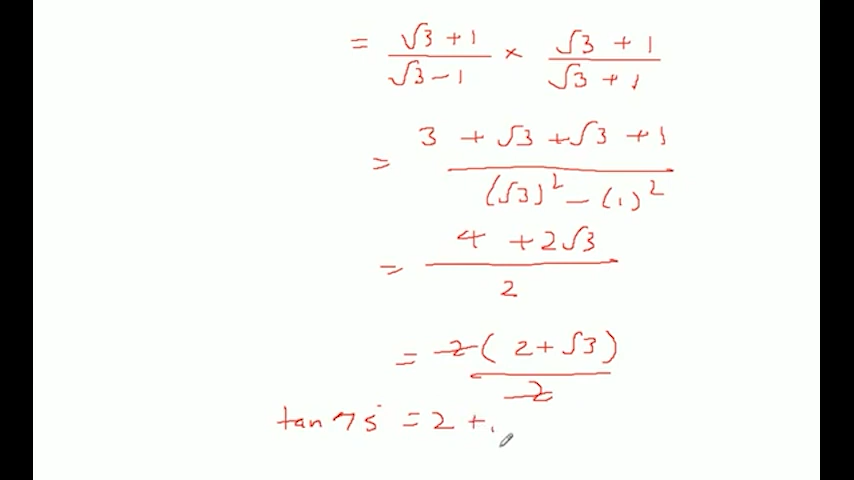 = √3 + 1 / √3 - 1 × √3 + 1 / √3 + 1
= 3 + √3 + √3 + 1 / (√3)² - (1)²
= 4 + 2√3 / 2
= 2 ( 2 + √3 ) / 2
tan 75° = 2 +